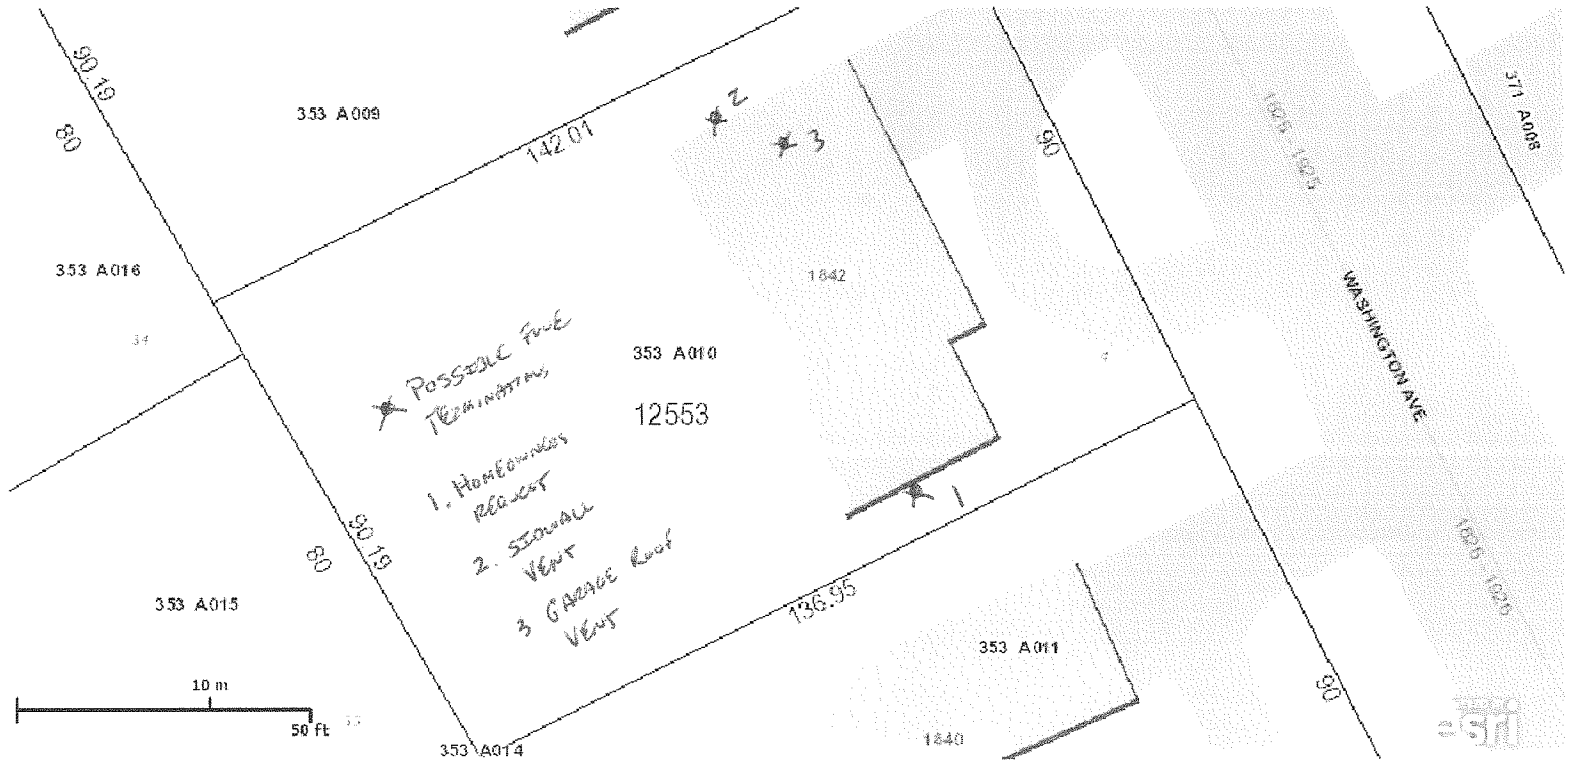 90.19
80
353 A009
142.01
2
3
90
1826 - 1825
371 A008
353 A016
34
1842
WASHINGTON AVE
POSSIBLE FLUE
TERMINATIONS
353 A010
12553
1. HOMEOWNERS
REQUEST
2. SIDWALL
VENT
3 GARAGE ROOF
VENT
1
90.19
80
136.95
353 A015
353 A011
1826 - 1826
90
10 m
50 ft
353 A014
1840
esri